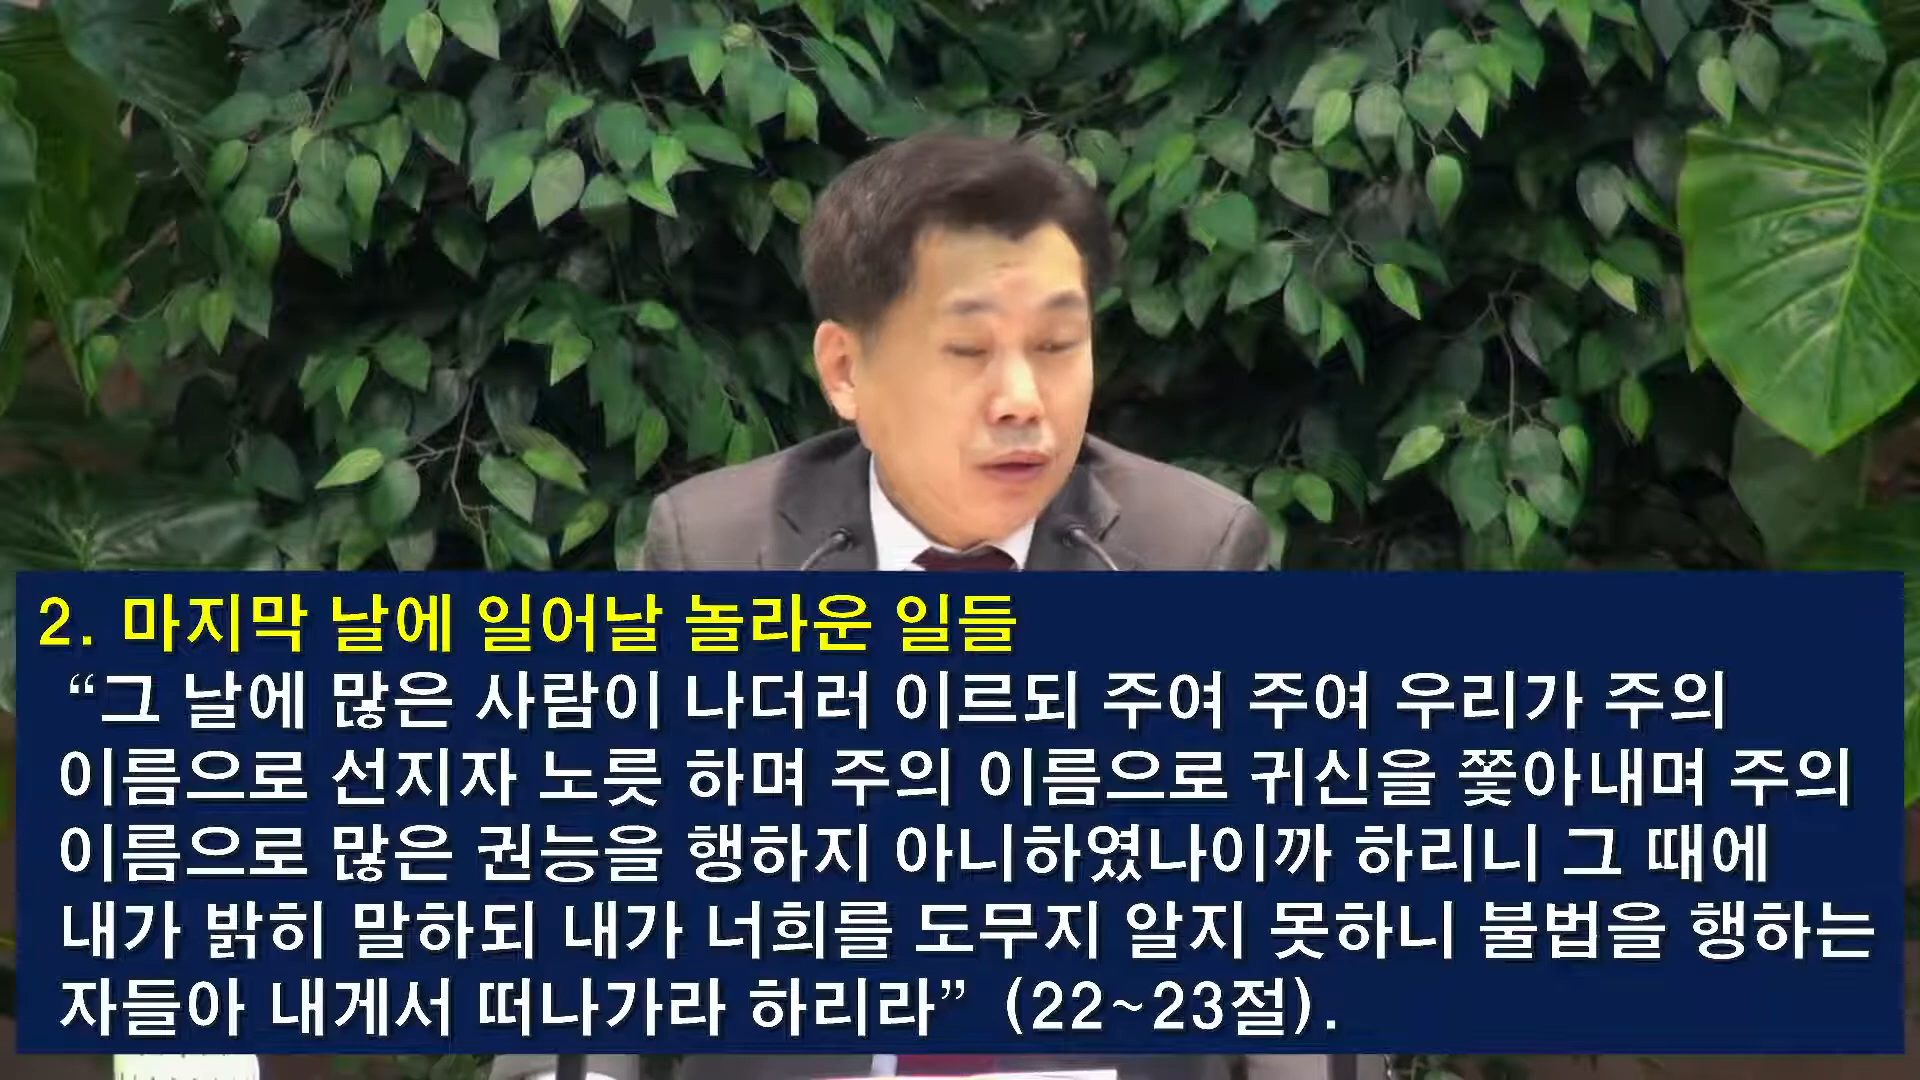 2. 마지막 날에 일어날 놀라운 일들
“그 날에 많은 사람이 나더러 이르되 주여 주여 우리가 주의
이름으로 선지자 노릇 하며 주의 이름으로 귀신을 쫓아내며 주의
이름으로 많은 권능을 행하지 아니하였나이까 하리니 그 때에
내가 밝히 말하되 내가 너희를 도무지 알지 못하니 불법을 행하는
자들아 내게서 떠나가라 하리라” (22~23절).